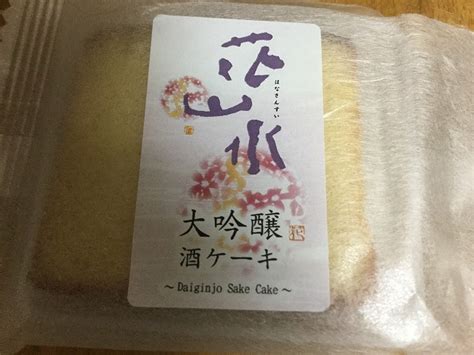 花山水
はなさんすい
大吟醸
酒ケーキ
～ Daiginjo Sake Cake ～